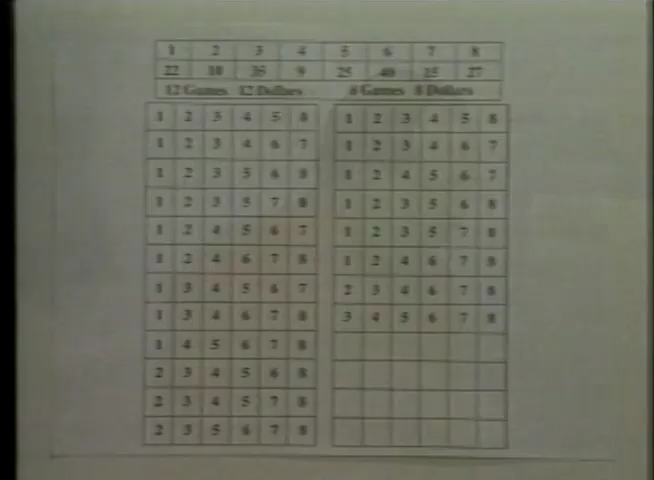 1 2 3 4 5 6 7 8
22 10 35 9 25 40 15 27
12 Games 12 Dollars 8 Games 8 Dollars
1 2 3 4 5 8 1 2 3 4 5 8
1 2 3 4 6 7 1 2 3 4 6 7
1 2 3 5 6 8 1 2 4 5 6 7
1 2 3 5 7 8 1 2 3 5 6 8
1 2 4 5 6 7 1 2 3 5 7 8
1 2 4 6 7 8 1 2 4 6 7 8
1 3 4 5 6 7 2 3 4 6 7 8
1 3 4 6 7 8 3 4 5 6 7 8
1 4 5 6 7 8
2 3 4 5 6 8
2 3 4 5 7 8
2 3 5 6 7 8